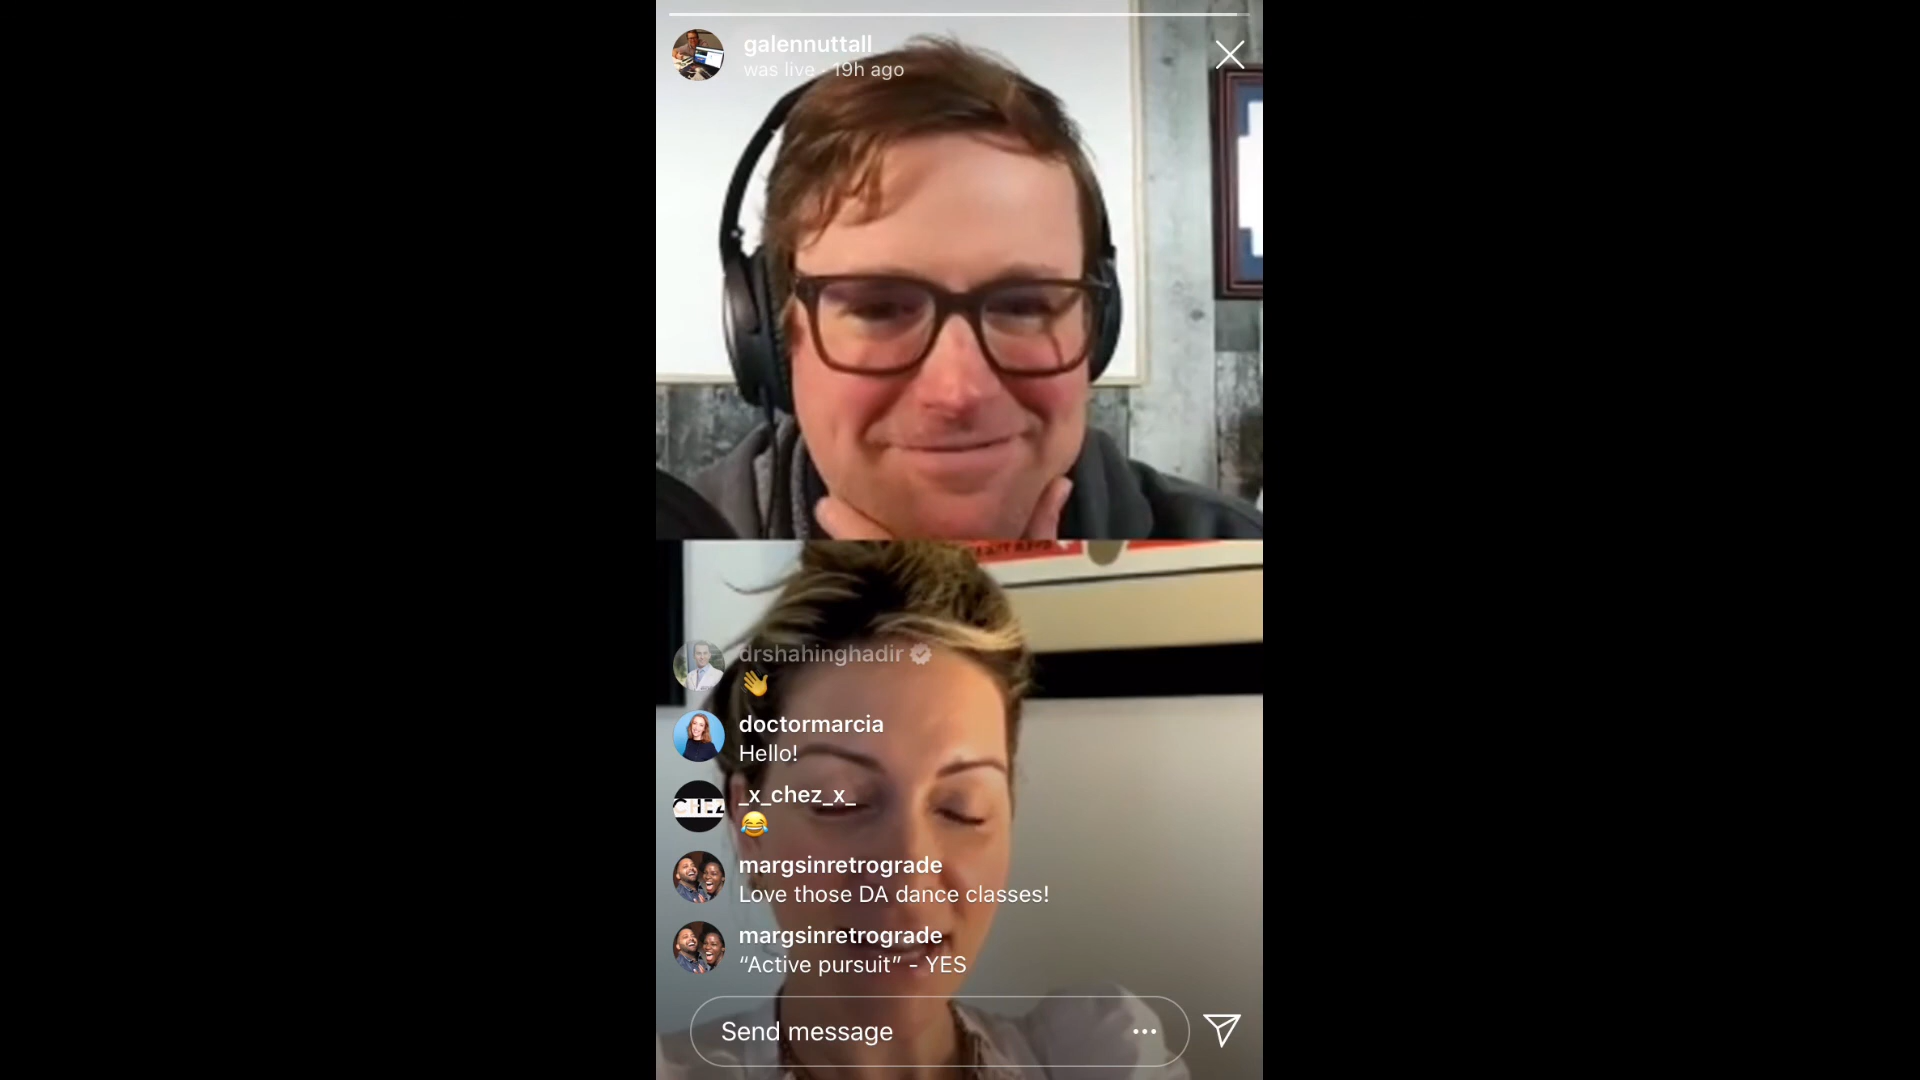 galennuttall
was live · 19h ago
drshahinghadir
👋
doctormarcia
Hello!
_x_chez_x_
😂
margsinretrograde
Love those DA dance classes!
margsinretrograde
“Active pursuit” - YES
Send message